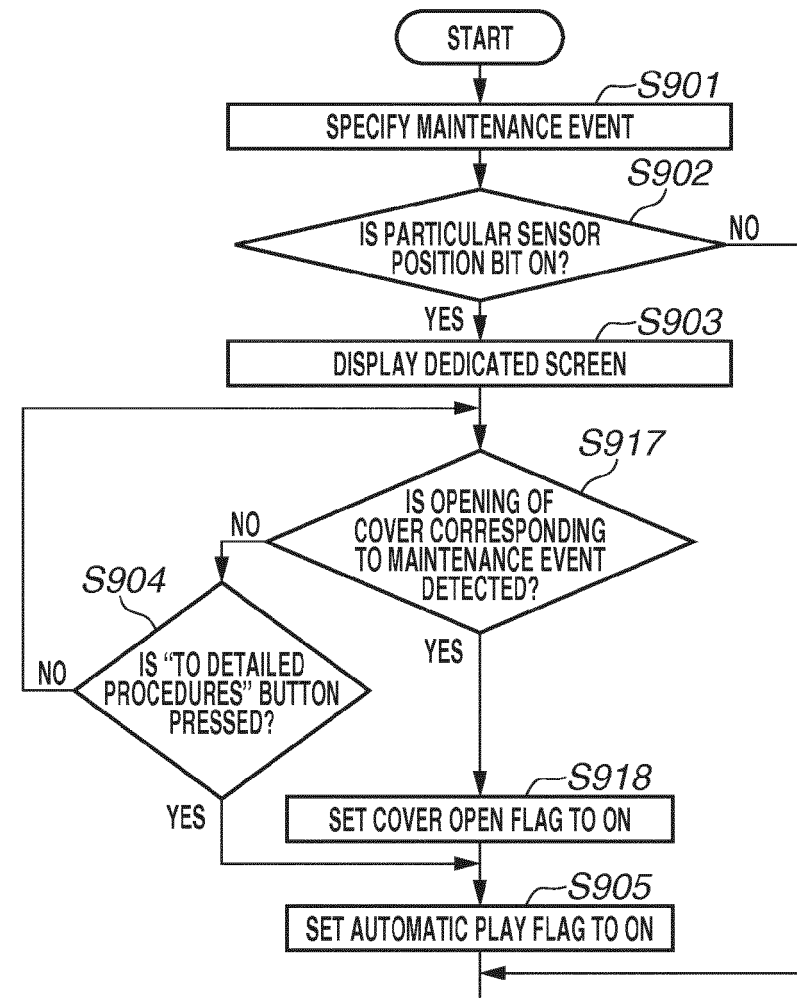 START
S901
SPECIFY MAINTENANCE EVENT
S902
IS PARTICULAR SENSOR
POSITION BIT ON?
NO
YES
S903
DISPLAY DEDICATED SCREEN
S917
IS OPENING OF
COVER CORRESPONDING
TO MAINTENANCE EVENT
DETECTED?
NO
YES
S904
IS “TO DETAILED
PROCEDURES” BUTTON
PRESSED?
NO
YES
S918
SET COVER OPEN FLAG TO ON
S905
SET AUTOMATIC PLAY FLAG TO ON